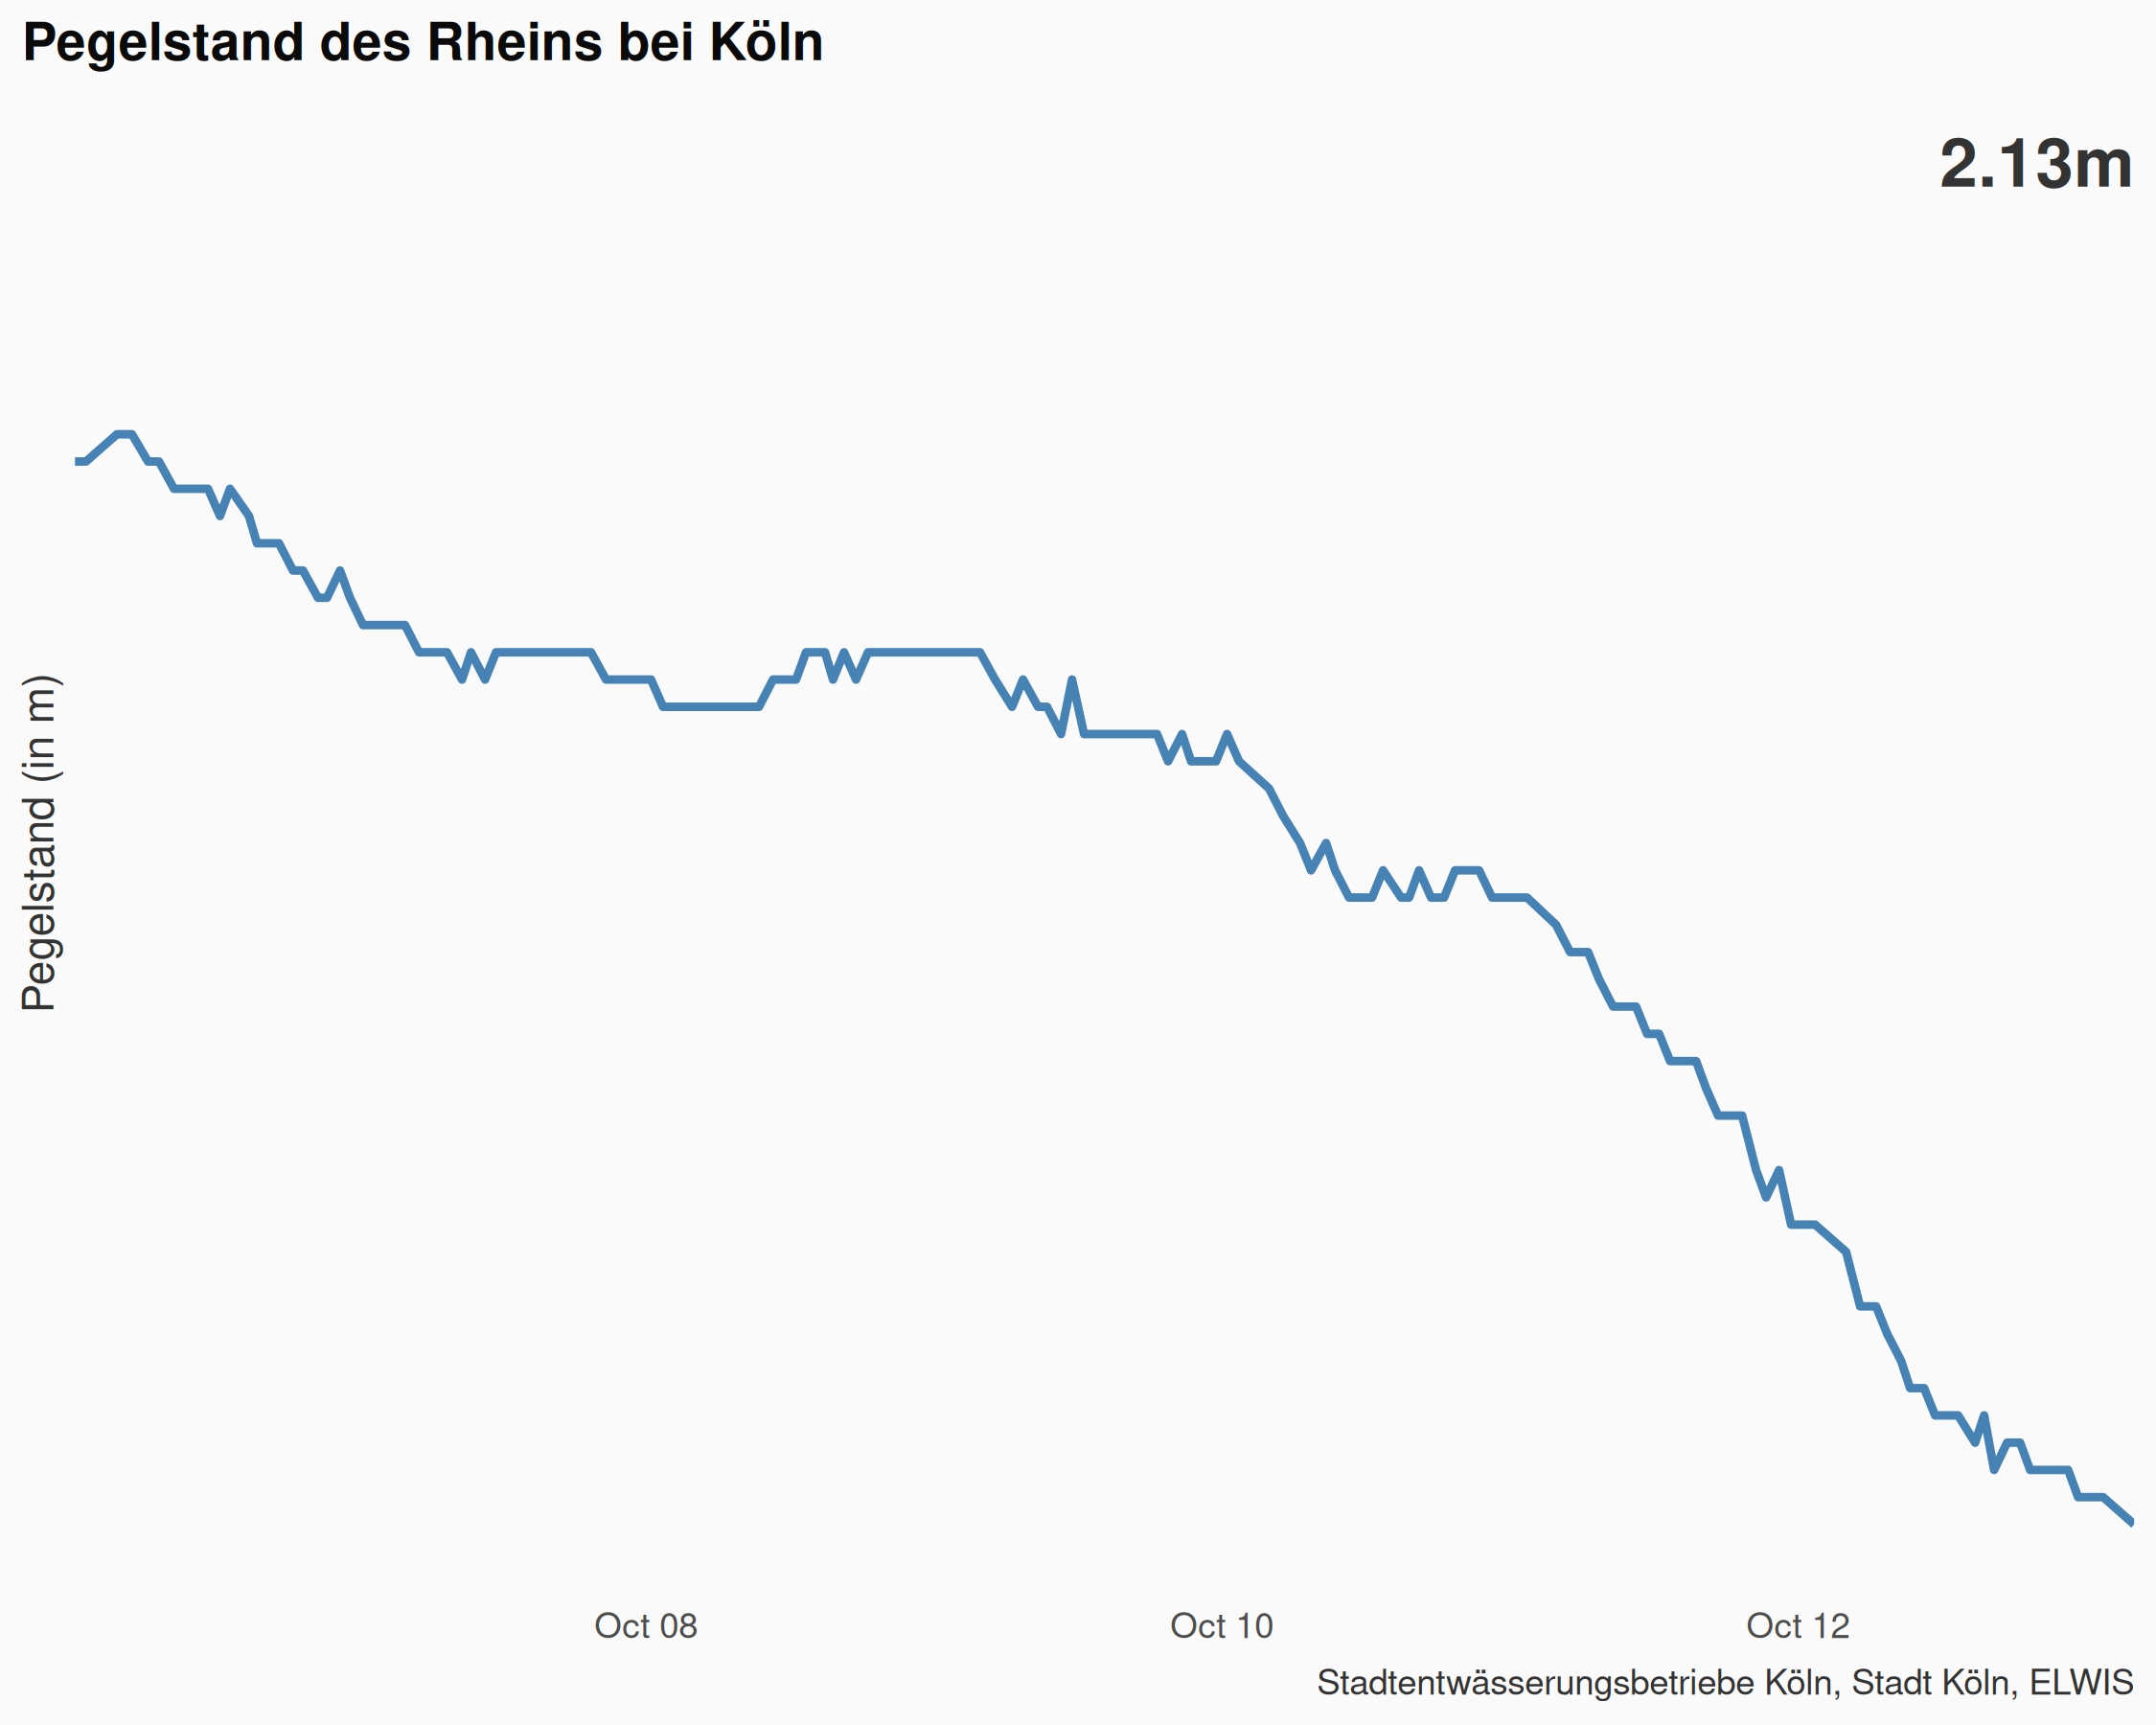 Pegelstand des Rheins bei Köln
2.13m
Pegelstand (in m)
Oct 08
Oct 10
Oct 12
Stadtentwässerungsbetriebe Köln, Stadt Köln, ELWIS